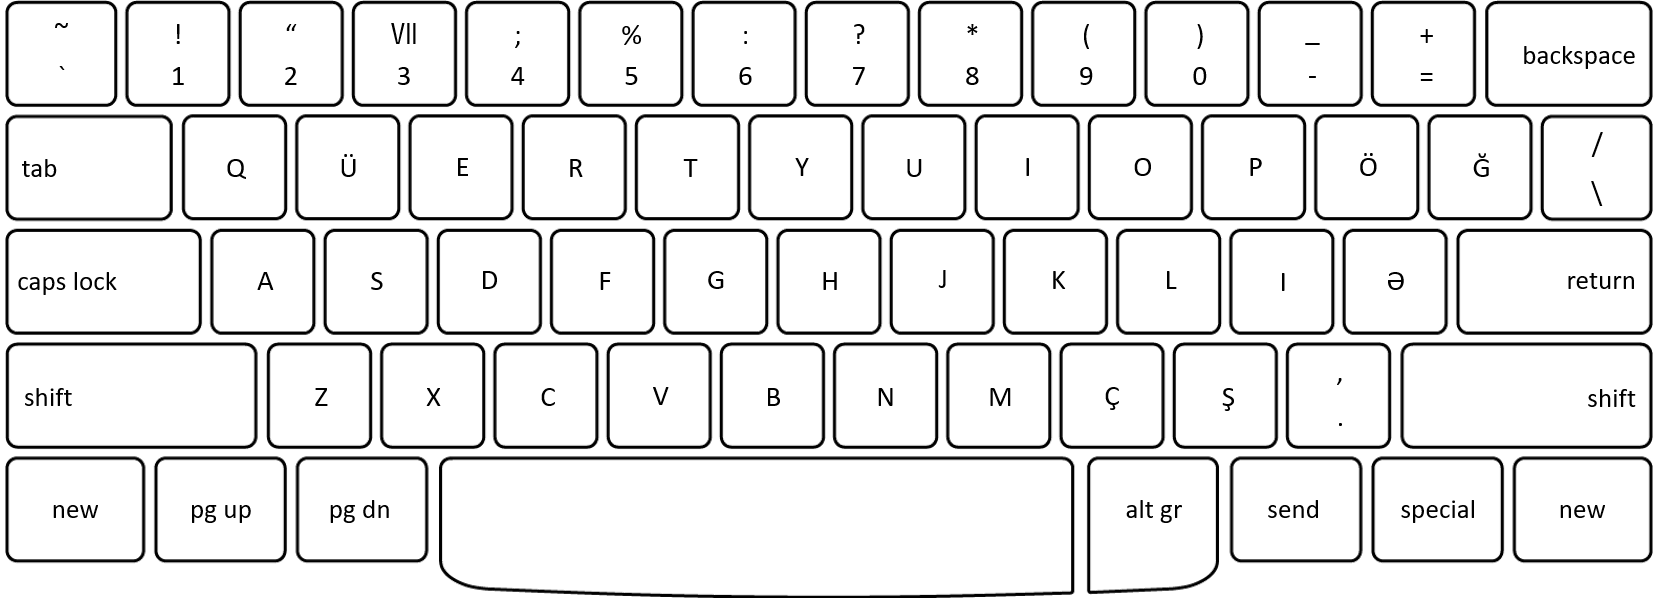 ~ ! “ Ⅶ ; % : ? * ( ) _ +
` 1 2 3 4 5 6 7 8 9 0 - = backspace
tab Q Ü E R T Y U I O P Ö Ğ / \
caps lock A S D F G H J K L I Ə return
shift Z X C V B N M Ç Ş , . shift
new pg up pg dn alt gr send special new